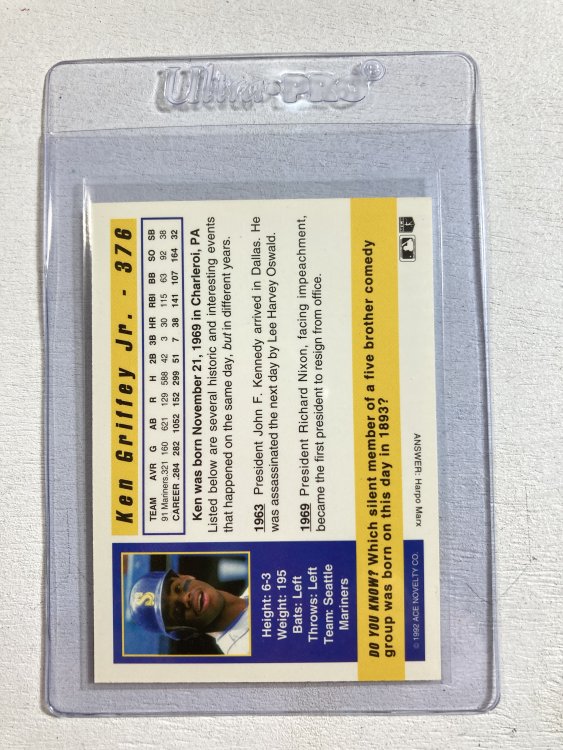 Ultra·PRO®
Ken Griffey Jr. - 376
TEAM AVR G AB R H 2B 3B HR RBI BB SO SB
91 Mariners.321 160 621 129 588 42 3 30 115 63 92 38
CAREER .284 282 1052 152 299 51 7 38 141 107 164 32
Ken was born November 21, 1969 in Charleroi, PA
Listed below are several historic and interesting events
that happened on the same day, but in different years.
1963 President John F. Kennedy arrived in Dallas. He
was assassinated the next day by Lee Harvey Oswald.
1969 President Richard Nixon, facing impeachment,
became the first president to resign from office.
S
Height: 6-3
Weight: 195
Bats: Left
Throws: Left
Team: Seattle
Mariners
DO YOU KNOW? Which silent member of a five brother comedy
group was born on this day in 1893?
© 1992 ACE NOVELTY CO.
ANSWER: Harpo Marx